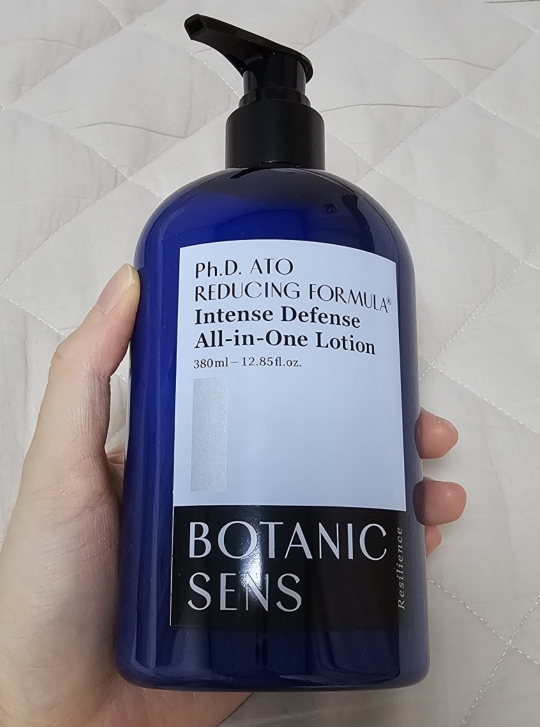 Ph.D. ATO
REDUCING FORMULA®
Intense Defense
All-in-One Lotion
380ml – 12.85fl.oz.
BOTANIC
SENS
Resilience